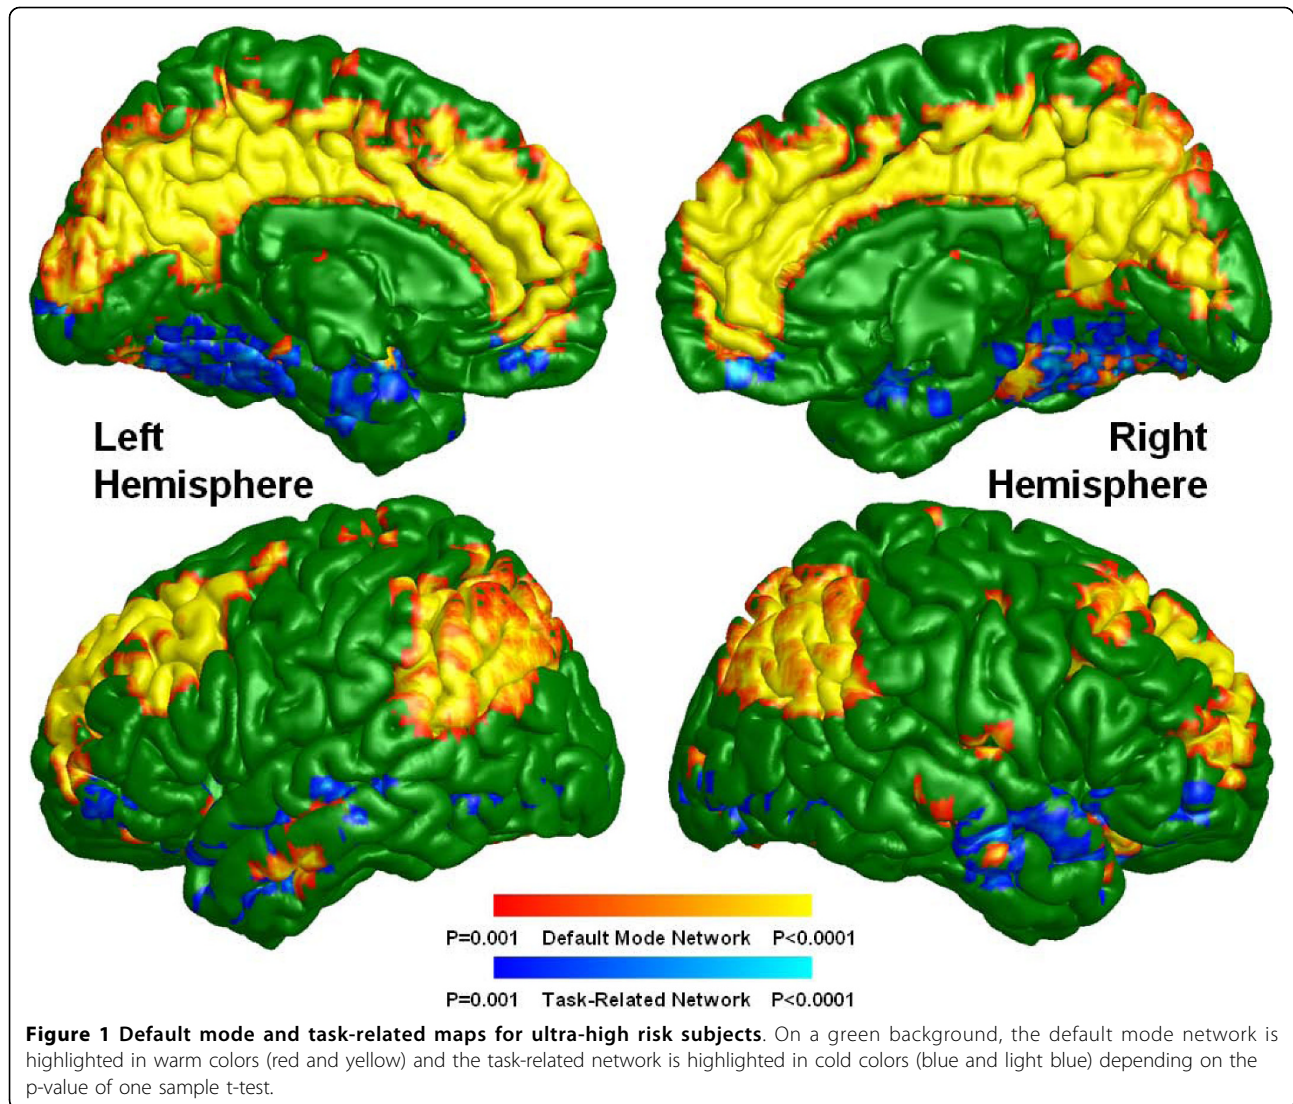 Left
Hemisphere
Right
Hemisphere
P=0.001 Default Mode Network P<0.0001
P=0.001 Task-Related Network P<0.0001
Figure 1 Default mode and task-related maps for ultra-high risk subjects. On a green background, the default mode network is
highlighted in warm colors (red and yellow) and the task-related network is highlighted in cold colors (blue and light blue) depending on the
p-value of one sample t-test.